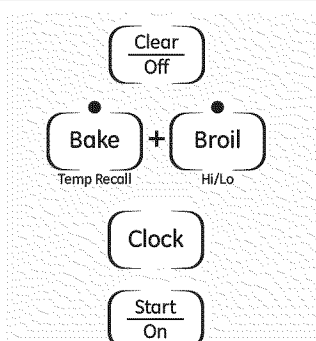 Clear
Off
Bake + Broil
Temp Recall Hi/Lo
Clock
Start
On